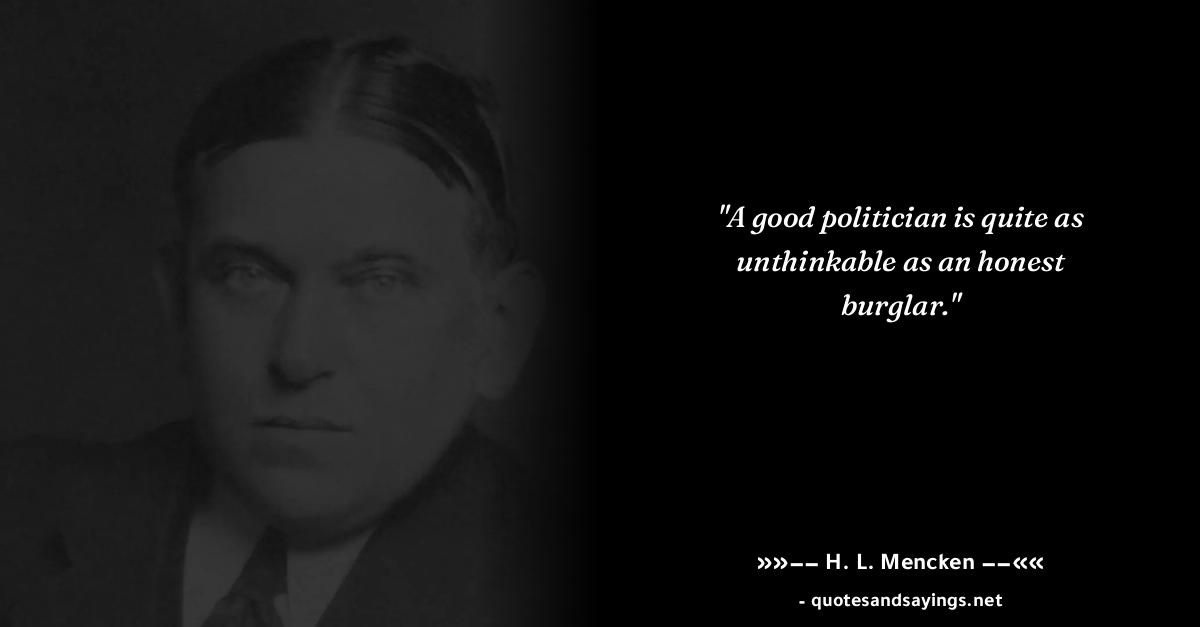 "A good politician is quite as
unthinkable as an honest
burglar."
»»–– H. L. Mencken ––««
- quotesandsayings.net